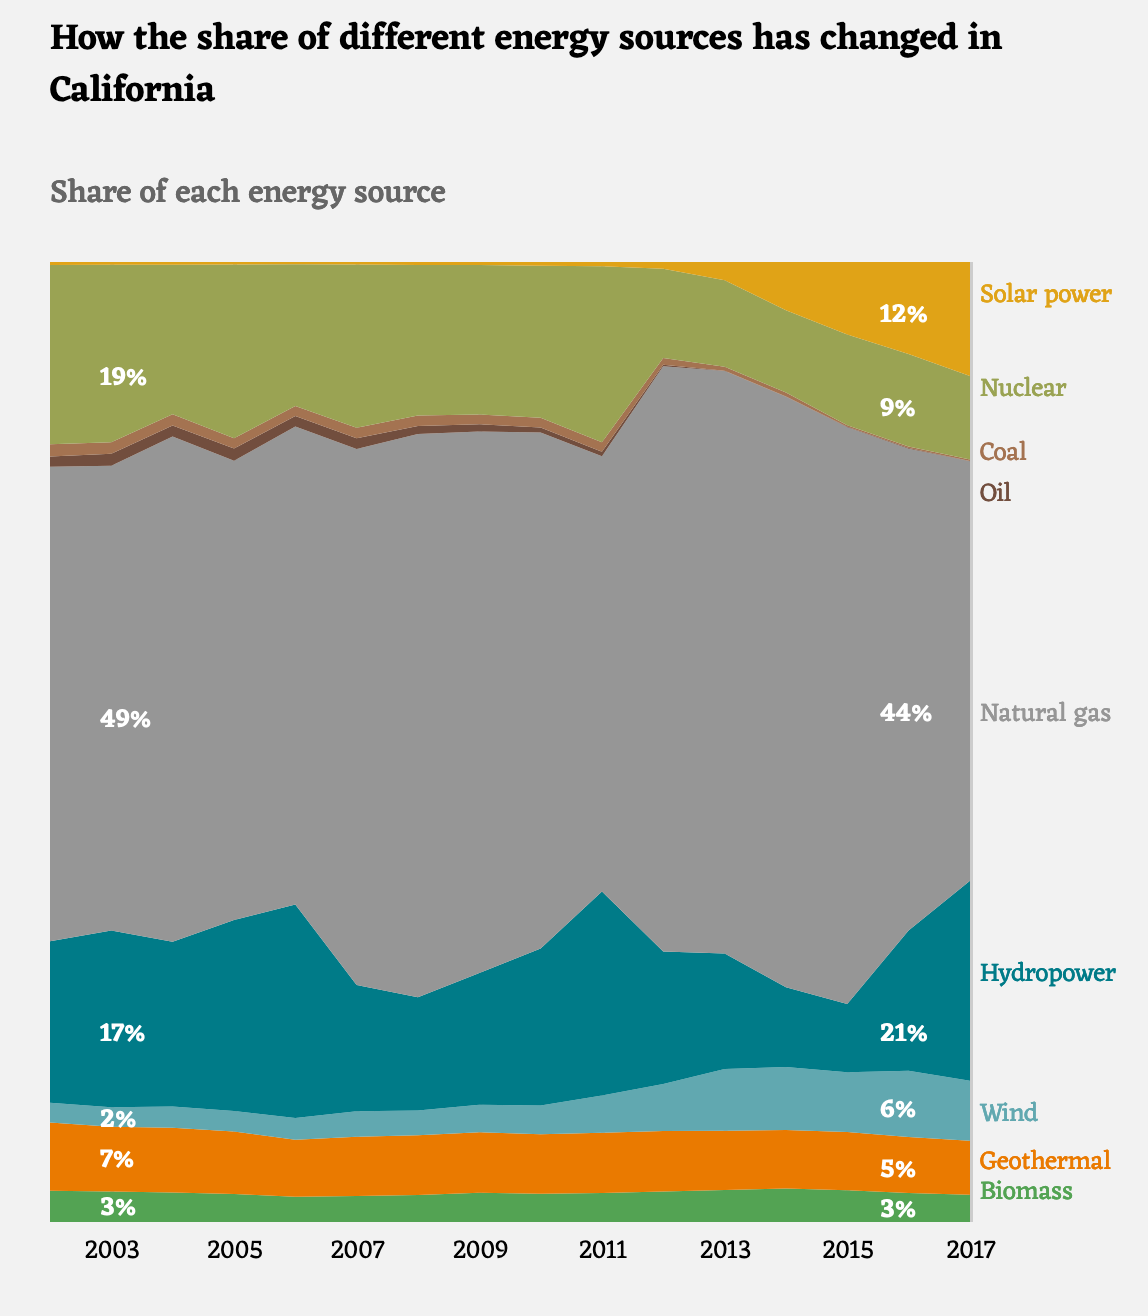 How the share of different energy sources has changed in
California
Share of each energy source
Solar power
12%
19%
Nuclear
9%
Coal
Oil
49%
44%
Natural gas
Hydropower
17%
21%
2%
6%
Wind
7%
5%
Geothermal
Biomass
3%
3%
2003 2005 2007 2009 2011 2013 2015 2017